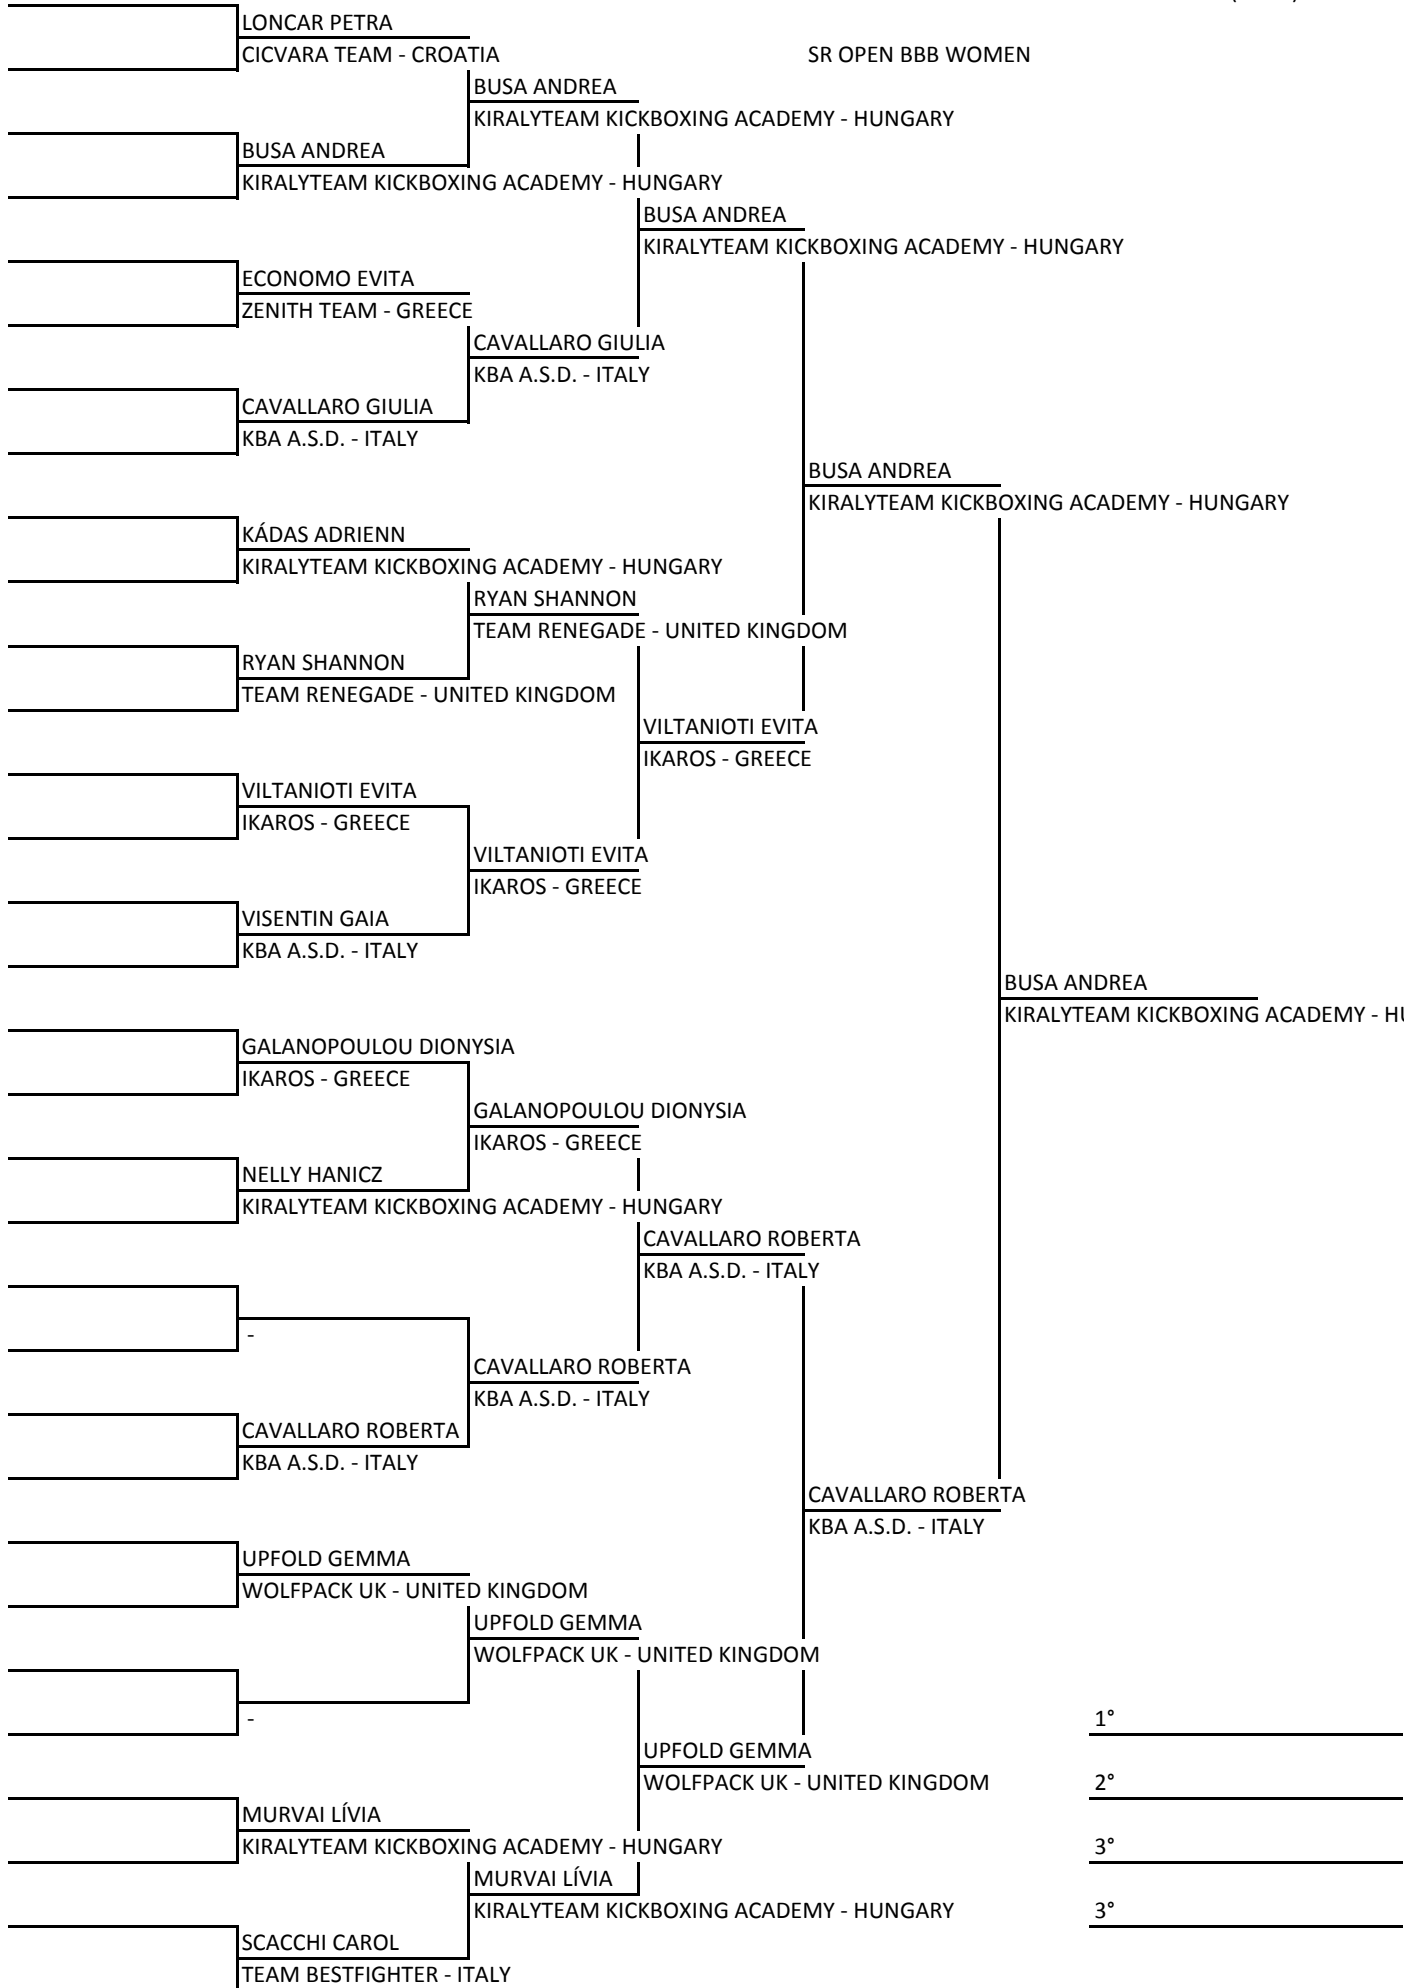 LONCAR PETRA
CICVARA TEAM - CROATIA
SR OPEN BBB WOMEN
BUSA ANDREA
KIRALYTEAM KICKBOXING ACADEMY - HUNGARY
BUSA ANDREA
KIRALYTEAM KICKBOXING ACADEMY - HUNGARY
BUSA ANDREA
KIRALYTEAM KICKBOXING ACADEMY - HUNGARY
ECONOMO EVITA
ZENITH TEAM - GREECE
CAVALLARO GIULIA
KBA A.S.D. - ITALY
CAVALLARO GIULIA
KBA A.S.D. - ITALY
BUSA ANDREA
KIRALYTEAM KICKBOXING ACADEMY - HUNGARY
KÁDAS ADRIENN
KIRALYTEAM KICKBOXING ACADEMY - HUNGARY
RYAN SHANNON
TEAM RENEGADE - UNITED KINGDOM
RYAN SHANNON
TEAM RENEGADE - UNITED KINGDOM
VILTANIOTI EVITA
IKAROS - GREECE
VILTANIOTI EVITA
IKAROS - GREECE
VILTANIOTI EVITA
IKAROS - GREECE
VISENTIN GAIA
KBA A.S.D. - ITALY
BUSA ANDREA
KIRALYTEAM KICKBOXING ACADEMY - HU
GALANOPOULOU DIONYSIA
IKAROS - GREECE
GALANOPOULOU DIONYSIA
IKAROS - GREECE
NELLY HANICZ
KIRALYTEAM KICKBOXING ACADEMY - HUNGARY
CAVALLARO ROBERTA
KBA A.S.D. - ITALY
-
CAVALLARO ROBERTA
KBA A.S.D. - ITALY
CAVALLARO ROBERTA
KBA A.S.D. - ITALY
CAVALLARO ROBERTA
KBA A.S.D. - ITALY
UPFOLD GEMMA
WOLFPACK UK - UNITED KINGDOM
UPFOLD GEMMA
WOLFPACK UK - UNITED KINGDOM
-
1°
UPFOLD GEMMA
WOLFPACK UK - UNITED KINGDOM
2°
MURVAI LÍVIA
KIRALYTEAM KICKBOXING ACADEMY - HUNGARY
3°
MURVAI LÍVIA
KIRALYTEAM KICKBOXING ACADEMY - HUNGARY
3°
SCACCHI CAROL
TEAM BESTFIGHTER - ITALY